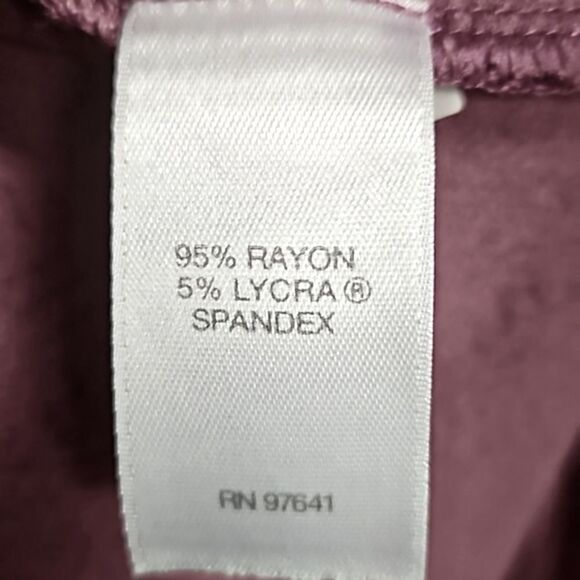 95% RAYON
5% LYCRA ®
SPANDEX
RN 97641